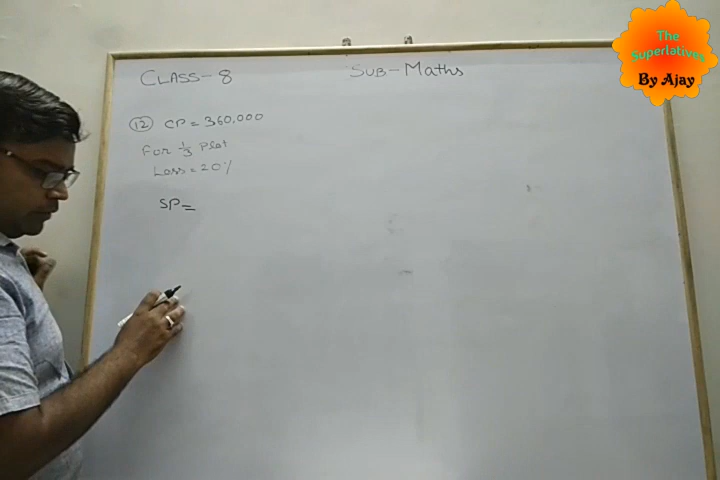 The
Superlatives
By Ajay
CLASS-8
SUB-Maths
12 CP = 360,000
For 1/3 Plot
Loss = 20%
SP =